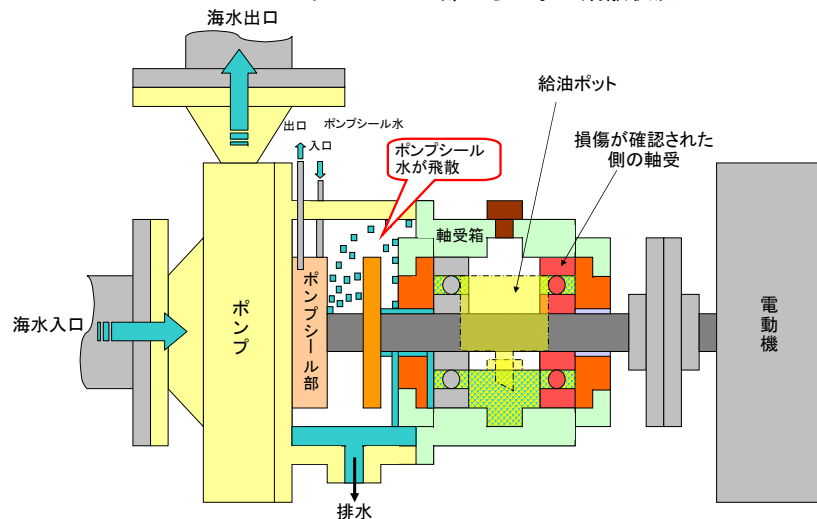 海水出口
給油ポット
出口
ポンプシール水
入口
ポンプシール
水が飛散
損傷が確認された
側の軸受
軸受箱
海水入口
ポンプ
ポンプシール部
電動機
排水